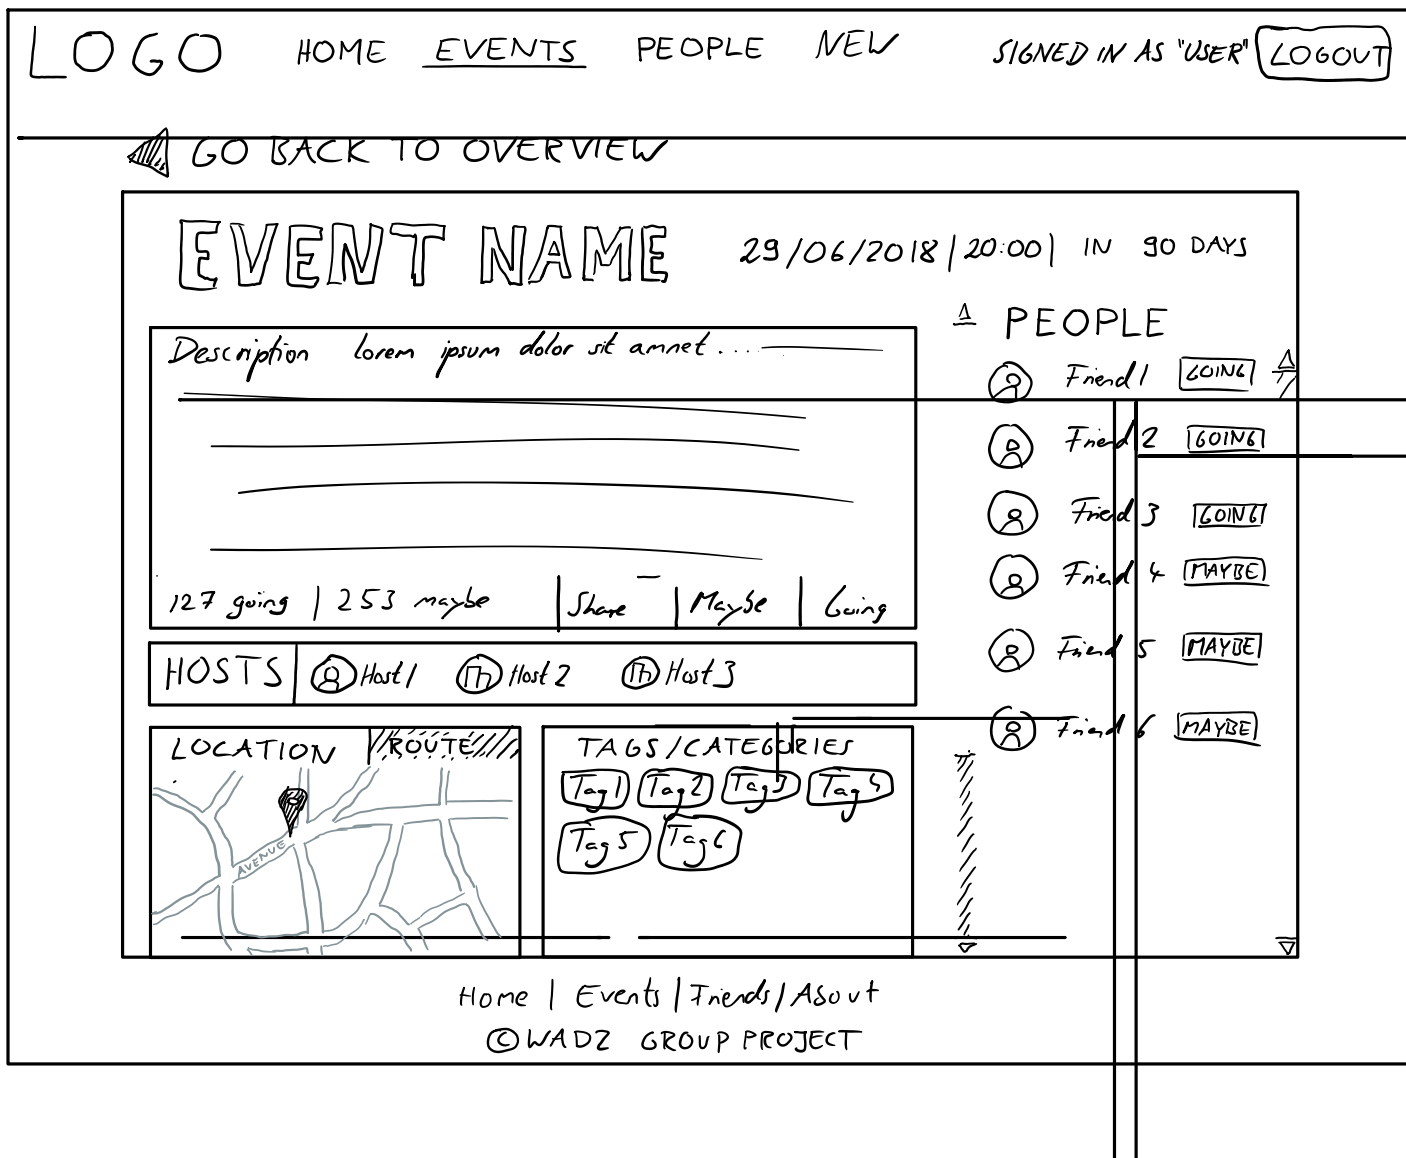 LOGO HOME EVENTS PEOPLE NEW SIGNED IN AS "USER" LOGOUT
GO BACK TO OVERVIEW
EVENT NAME 29/06/2018 | 20:00 | IN 90 DAYS
PEOPLE
Description lorem ipsum dolor sit amnet ....
Friend 1 GOING
Friend 2 GOING
Friend 3 GOING
Friend 4 MAYBE
Friend 5 MAYBE
Friend 6 MAYBE
127 going | 253 maybe | Share | Maybe | Going
HOSTS Host 1 Host 2 Host 3
LOCATION ROUTE
AVENUE
TAGS/CATEGORIES
Tag 1 Tag 2 Tag 3 Tag 4
Tag 5 Tag 6
Home | Events | Friends | About
© WAD2 GROUP PROJECT